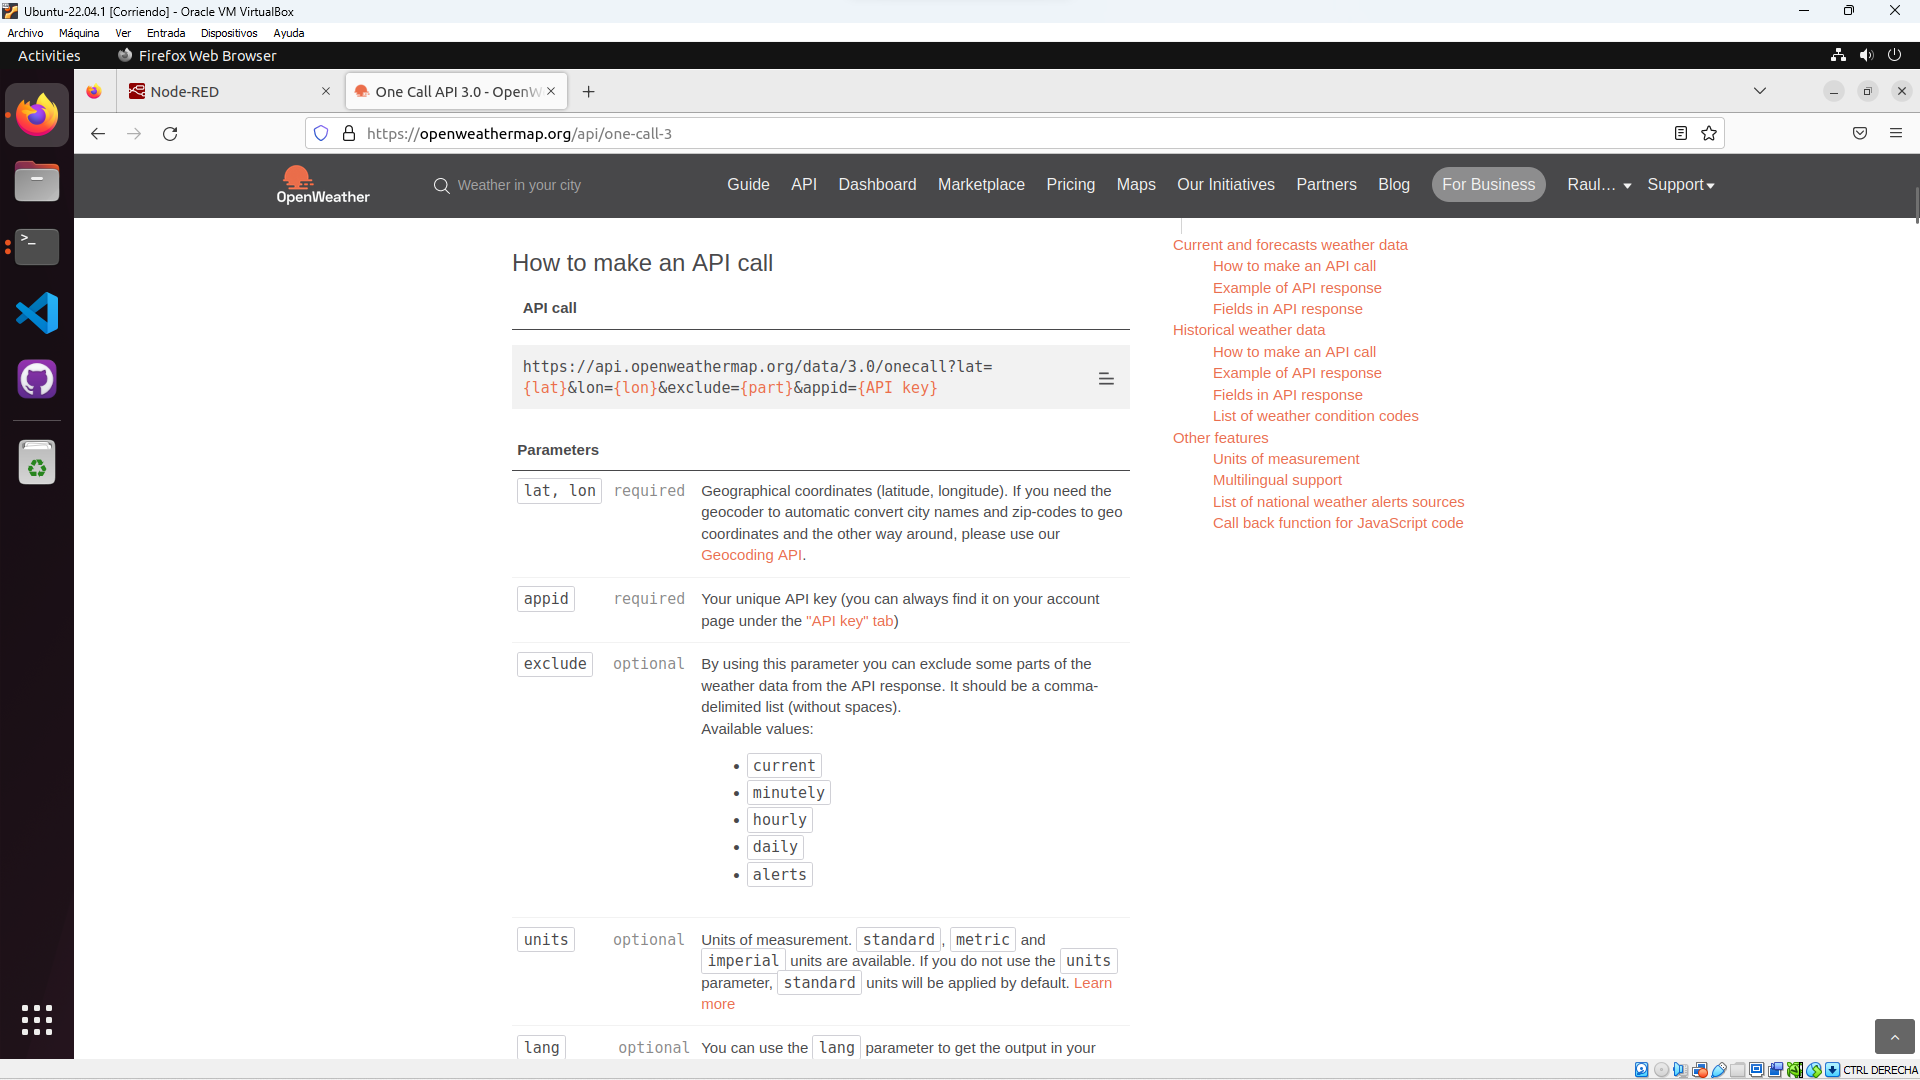 Ubuntu-22.04.1 [Corriendo] - Oracle VM VirtualBox
Archivo Máquina Ver Entrada Dispositivos Ayuda
Activities Firefox Web Browser
Node-RED
One Call API 3.0 - OpenW
https://openweathermap.org/api/one-call-3
OpenWeather
Weather in your city
Guide API Dashboard Marketplace Pricing Maps Our Initiatives Partners Blog For Business Raul… Support
How to make an API call
API call
https://api.openweathermap.org/data/3.0/onecall?lat=
{lat}&lon={lon}&exclude={part}&appid={API key}
Parameters
lat, lon required Geographical coordinates (latitude, longitude). If you need the
geocoder to automatic convert city names and zip-codes to geo
coordinates and the other way around, please use our
Geocoding API.
appid required Your unique API key (you can always find it on your account
page under the "API key" tab)
exclude optional By using this parameter you can exclude some parts of the
weather data from the API response. It should be a comma-
delimited list (without spaces).
Available values:
• current
• minutely
• hourly
• daily
• alerts
units optional Units of measurement. standard, metric and
imperial units are available. If you do not use the units
parameter, standard units will be applied by default. Learn
more
lang optional You can use the lang parameter to get the output in your
Current and forecasts weather data
How to make an API call
Example of API response
Fields in API response
Historical weather data
How to make an API call
Example of API response
Fields in API response
List of weather condition codes
Other features
Units of measurement
Multilingual support
List of national weather alerts sources
Call back function for JavaScript code
CTRL DERECHA